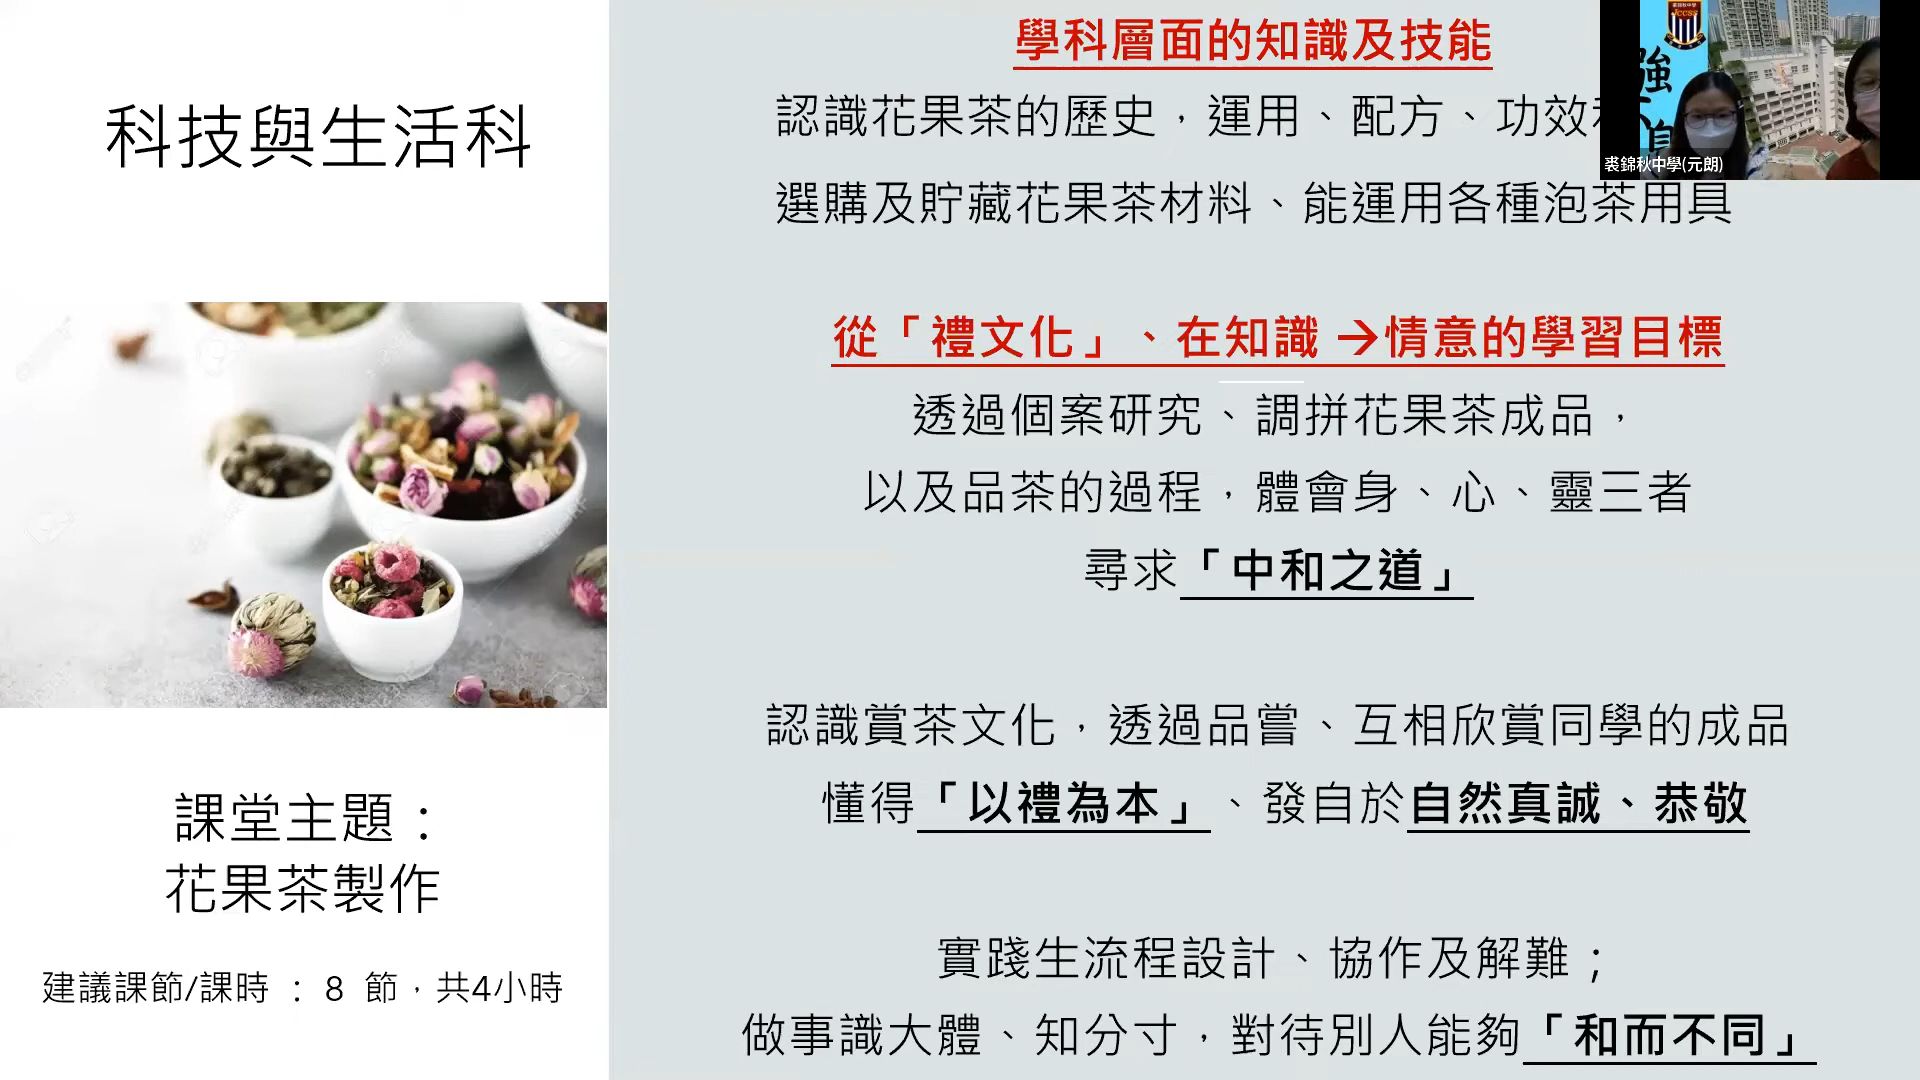 科技與生活科
課堂主題：
花果茶製作
建議課節/課時 ：8 節，共4小時
學科層面的知識及技能
認識花果茶的歷史，運用、配方、功效
選購及貯藏花果茶材料、能運用各種泡茶用具
從「禮文化」、在知識 →情意的學習目標
透過個案研究、調拼花果茶成品，
以及品茶的過程，體會身、心、靈三者
尋求「中和之道」
認識賞茶文化，透過品嘗、互相欣賞同學的成品
懂得「以禮為本」、發自於自然真誠、恭敬
實踐生流程設計、協作及解難；
做事識大體、知分寸，對待別人能夠「和而不同」
JCCSS
強
裘錦秋中學(元朗)